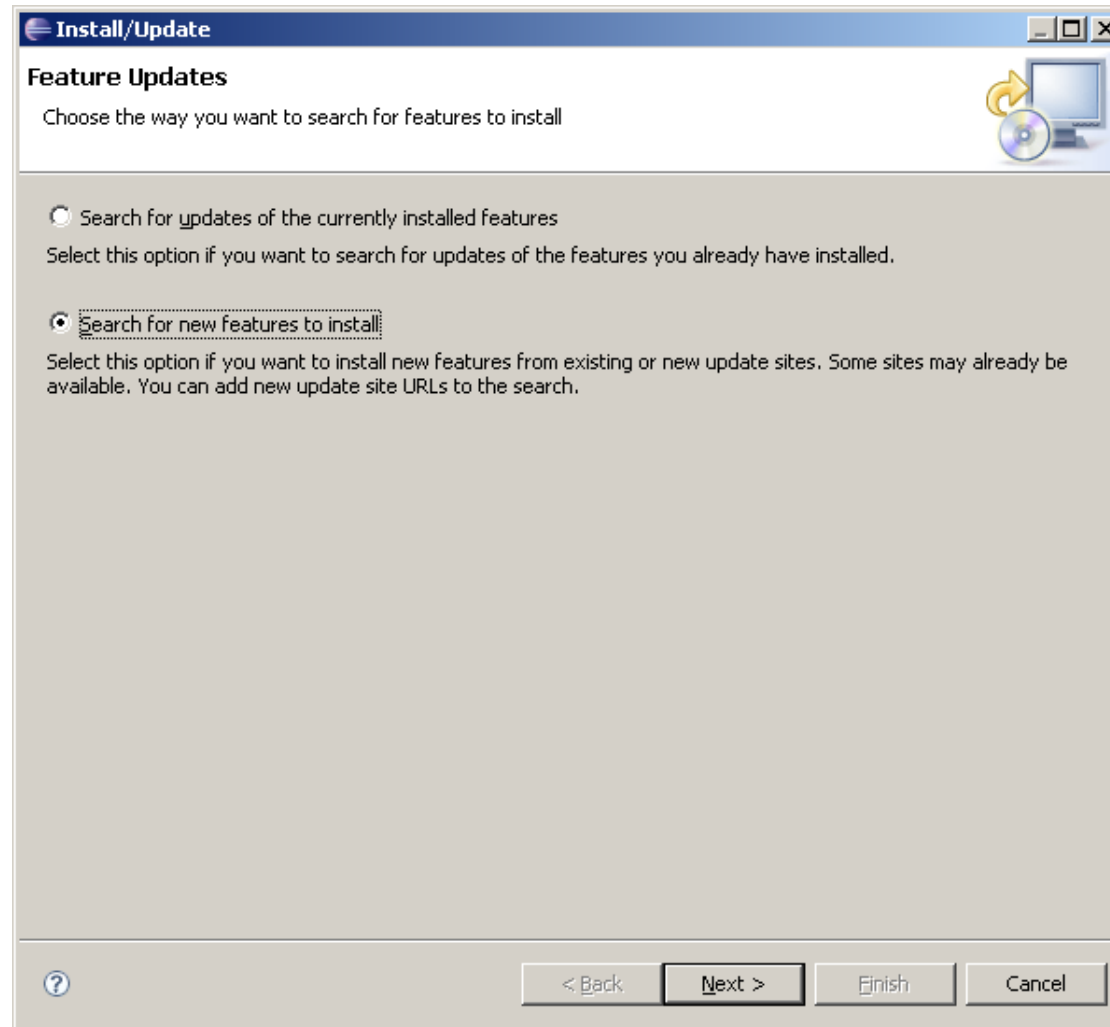 Install/Update
Feature Updates
Choose the way you want to search for features to install
Search for updates of the currently installed features
Select this option if you want to search for updates of the features you already have installed.
Search for new features to install
Select this option if you want to install new features from existing or new update sites. Some sites may already be
available. You can add new update site URLs to the search.
?
< Back
Next >
Finish
Cancel